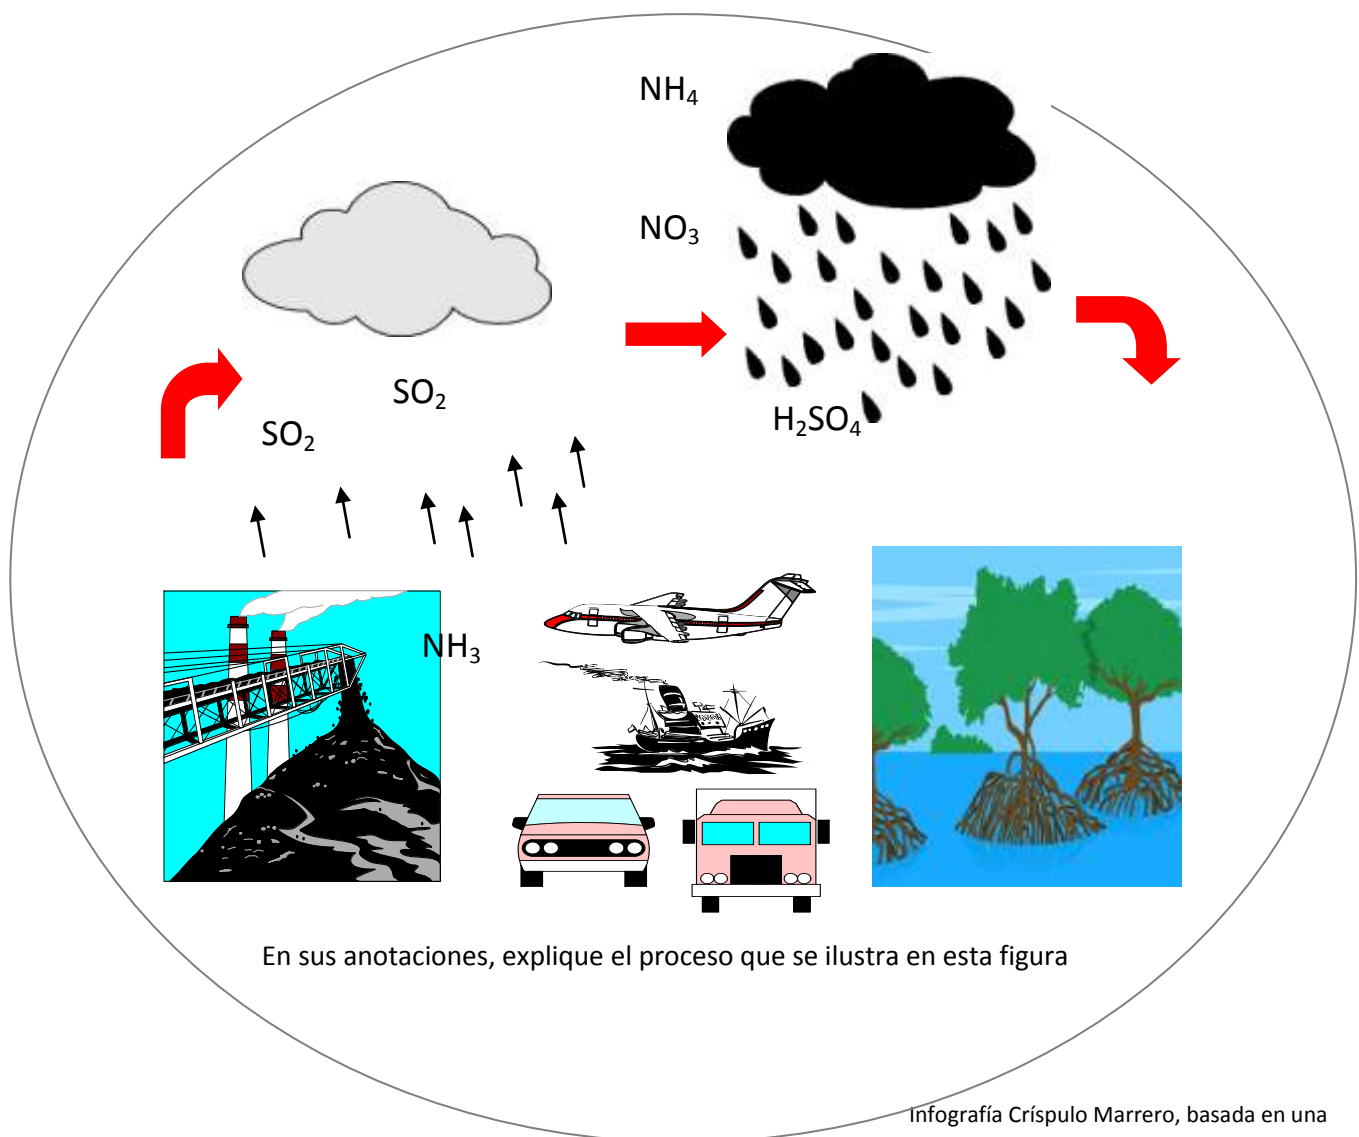 NH₄
NO₃
SO₂
SO₂
H₂SO₄
NH₃
En sus anotaciones, explique el proceso que se ilustra en esta figura
Infografía Críspulo Marrero, basada en una